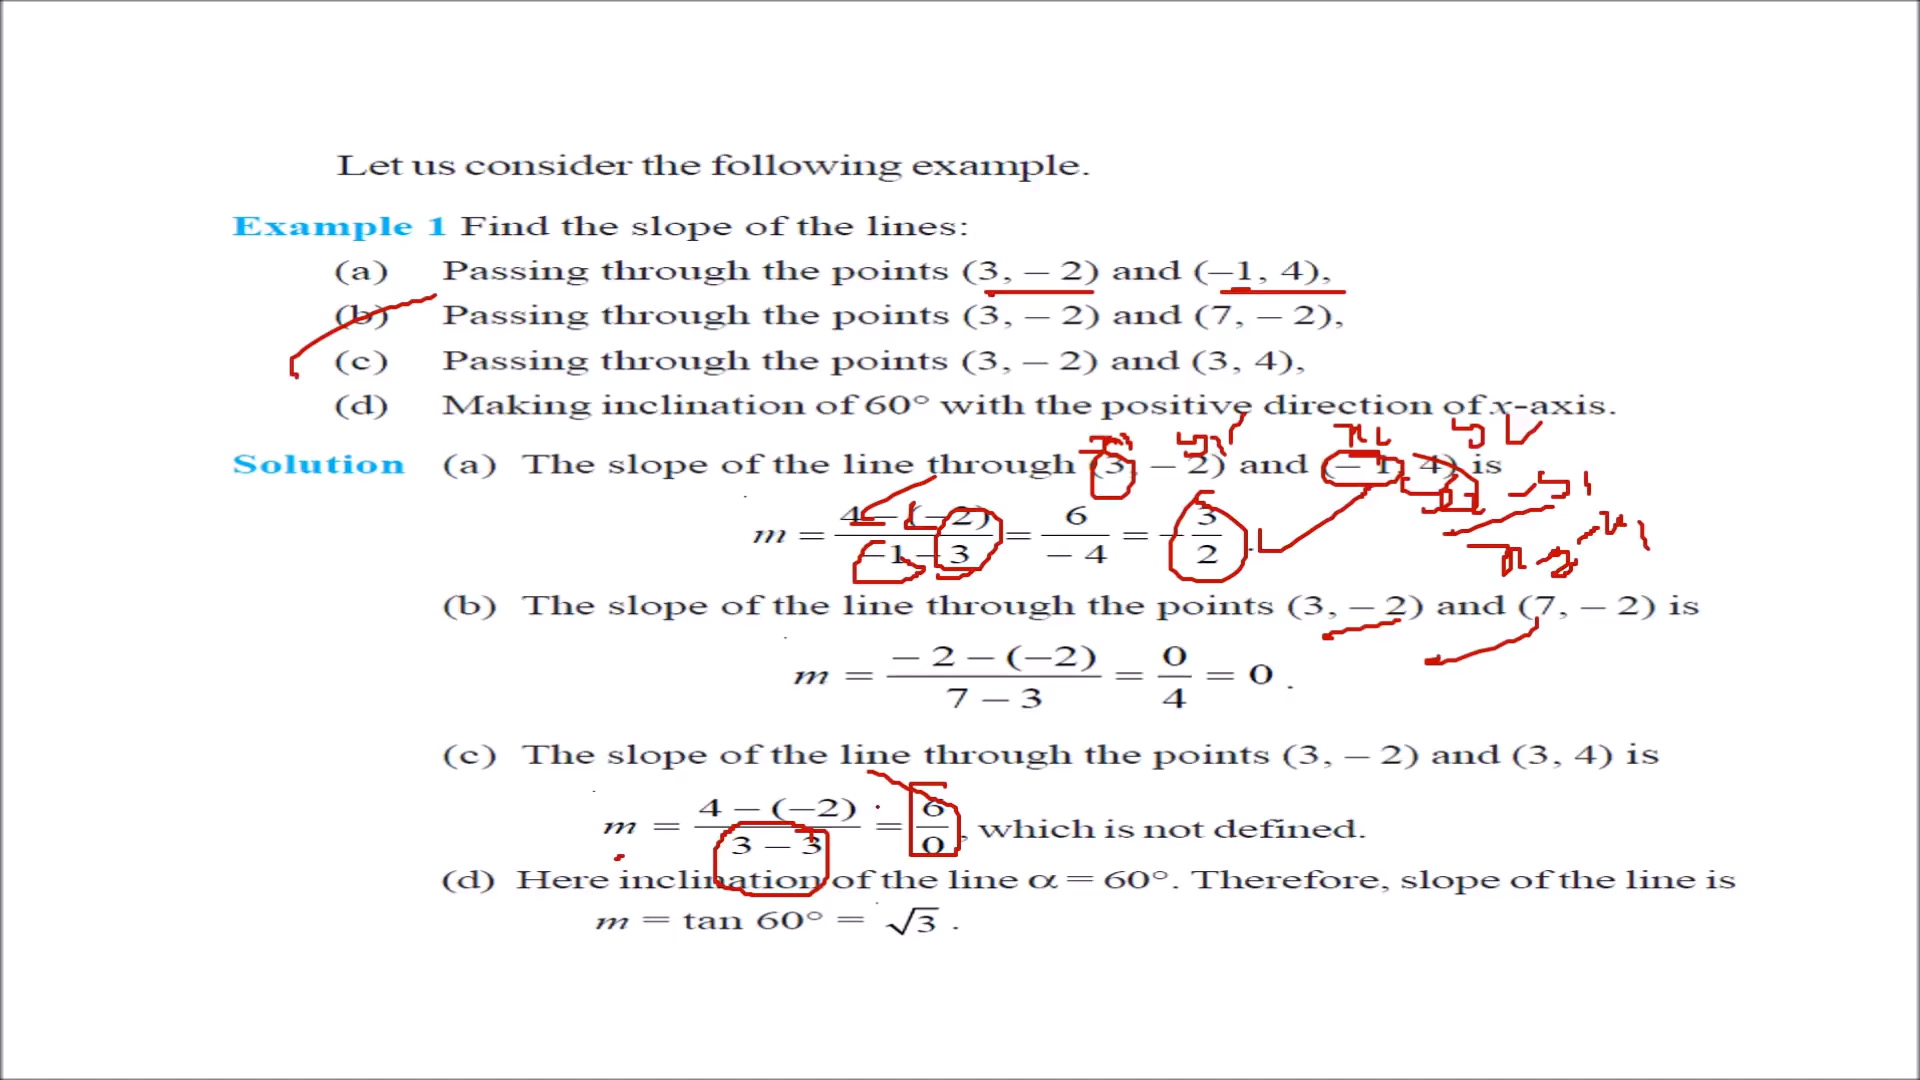 Let us consider the following example.
Example 1 Find the slope of the lines:
(a) Passing through the points (3, – 2) and (–1, 4),
(b) Passing through the points (3, – 2) and (7, – 2),
(c) Passing through the points (3, – 2) and (3, 4),
(d) Making inclination of 60° with the positive direction of x-axis.
Solution (a) The slope of the line through (3, – 2) and (– 1, 4) is
m = 4 – (–2) / –1 – 3 = 6 / – 4 = – 3 / 2 .
(b) The slope of the line through the points (3, – 2) and (7, – 2) is
m = – 2 – (–2) / 7 – 3 = 0 / 4 = 0 .
(c) The slope of the line through the points (3, – 2) and (3, 4) is
m = 4 – (–2) / 3 – 3 = 6 / 0 , which is not defined.
(d) Here inclination of the line α = 60°. Therefore, slope of the line is
m = tan 60° = √3 .